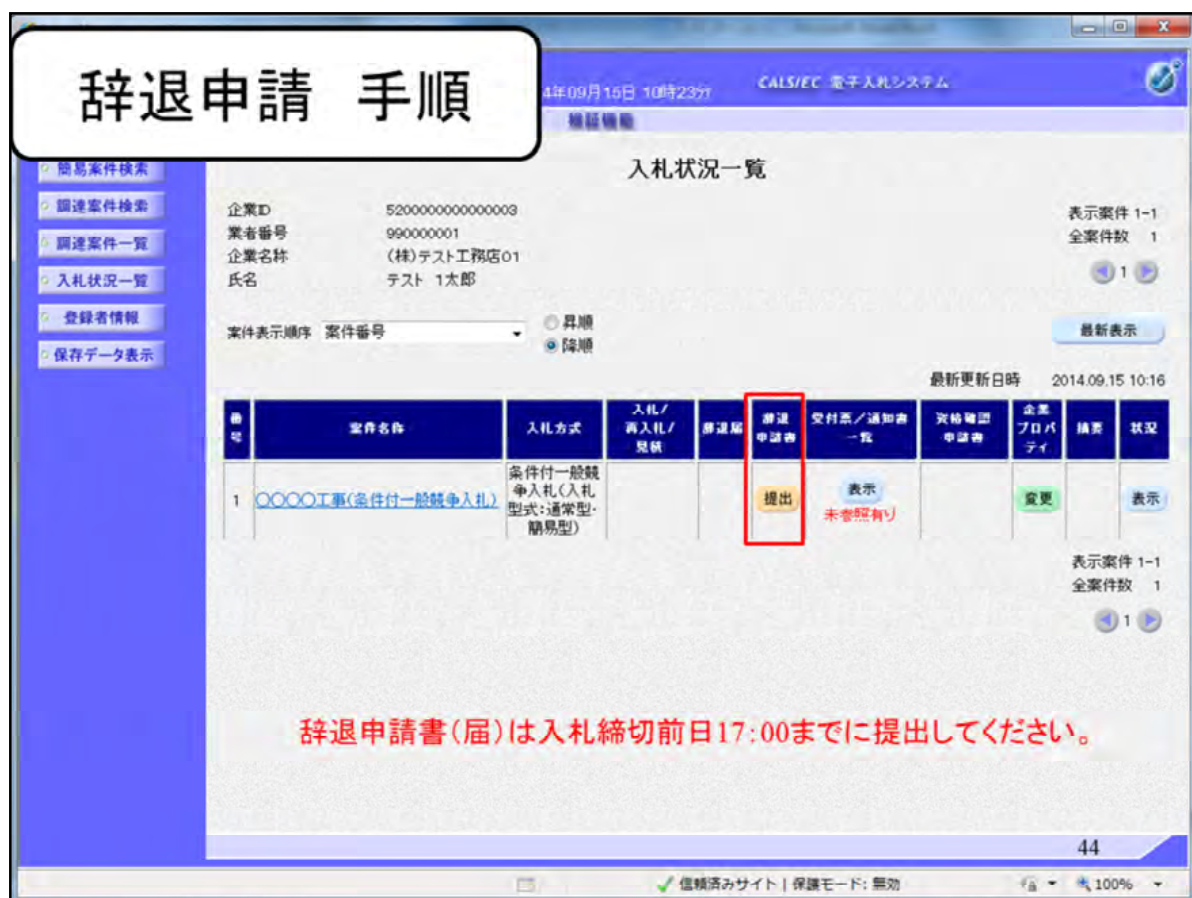 辞退申請 手順
4年09月15日 10時23分
CALS/EC 電子入札システム
検証機能
簡易案件検索
調達案件検索
調達案件一覧
入札状況一覧
登録者情報
保存データ表示
入札状況一覧
企業ID 5200000000000003
業者番号 990000001
企業名称 (株)テスト工務店01
氏名 テスト 1太郎
表示案件 1-1
全案件数 1
1
案件表示順序 案件番号
昇順
降順
最新表示
最新更新日時 2014.09.15 10:16
番号 案件名称 入札方式 入札/再入札/見積 辞退届 辞退申請書 受付票/通知書一覧 資格確認申請書 企業プロパティ 摘要 状況
1 〇〇〇〇工事(条件付一般競争入札) 条件付一般競争入札(入札型式:通常型・簡易型) 提出 表示 未参照有り 変更 表示
表示案件 1-1
全案件数 1
1
辞退申請書(届)は入札締切前日17:00までに提出してください。
44
信頼済みサイト | 保護モード: 無効
100%